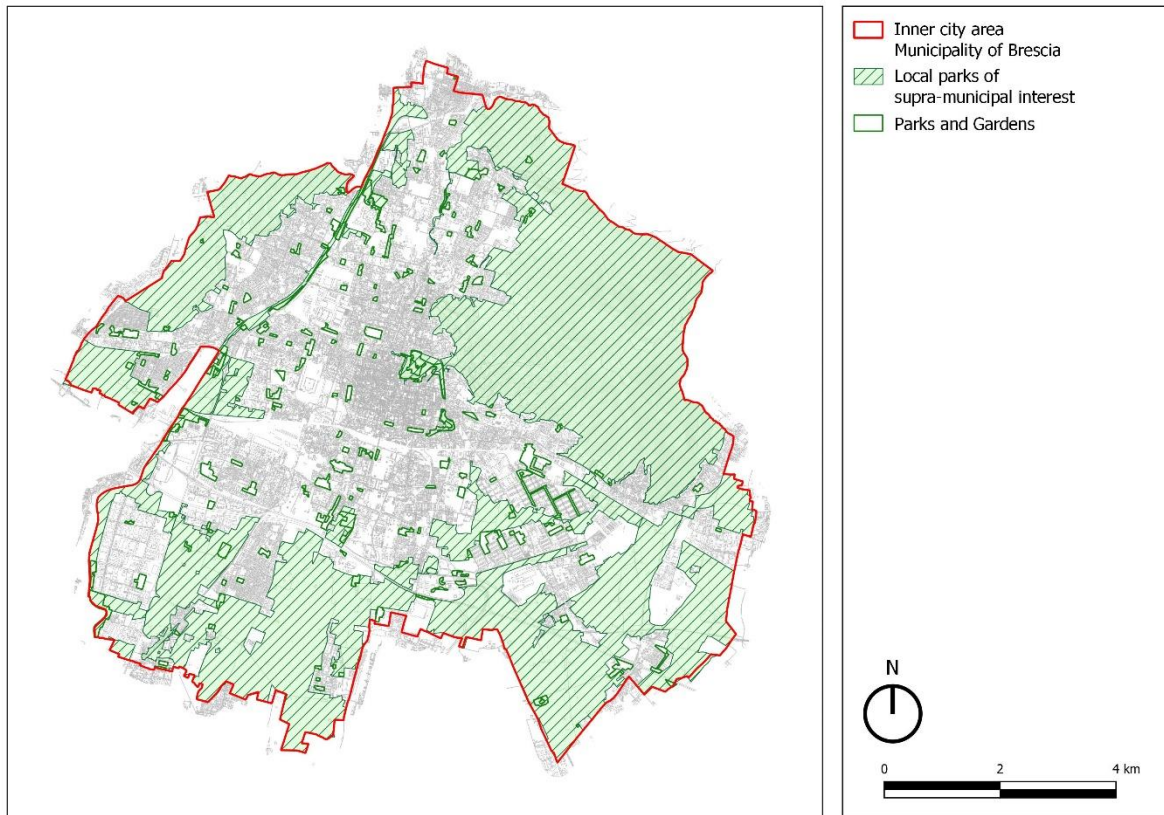 Inner city area
Municipality of Brescia
Local parks of
supra-municipal interest
Parks and Gardens
N
0 2 4 km